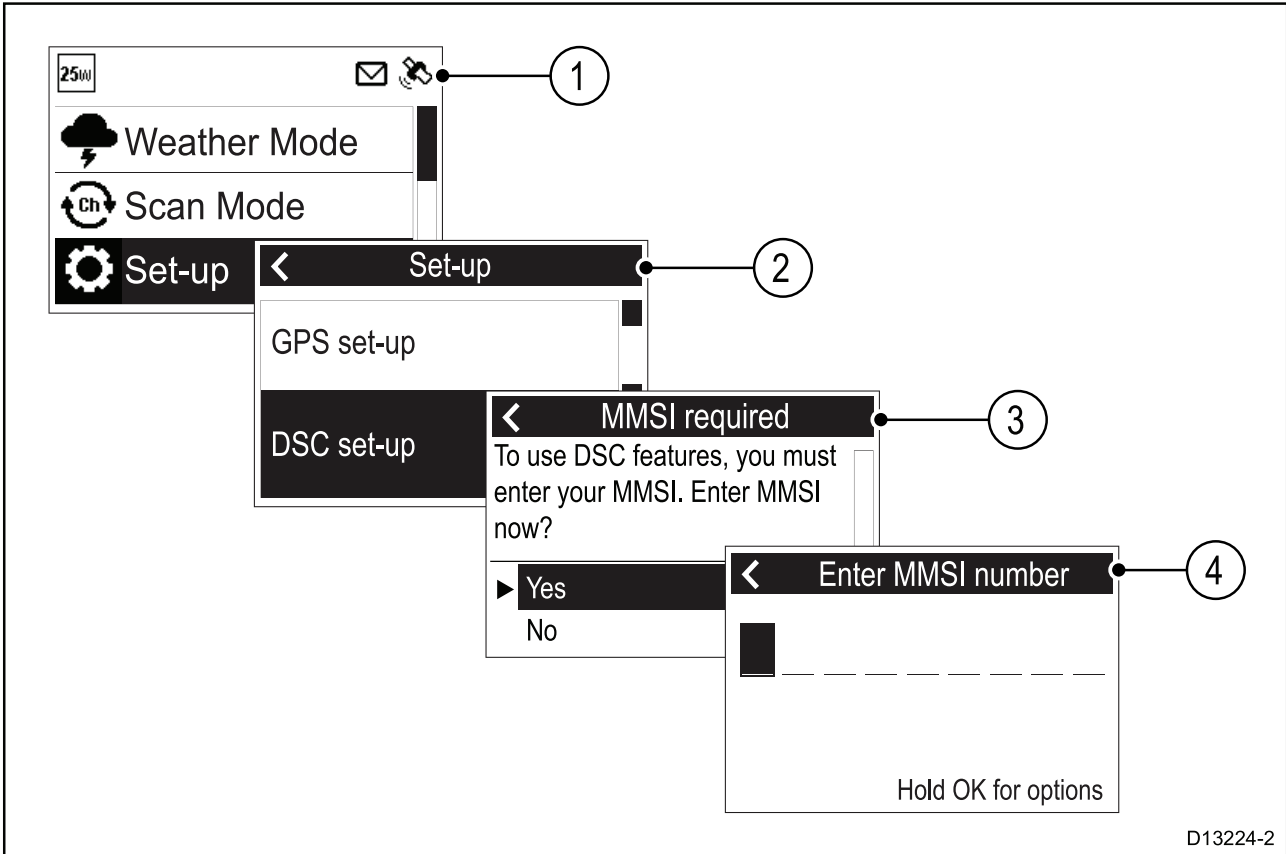 25W
1
Weather Mode
Ch
Scan Mode
Set-up
Set-up
2
GPS set-up
DSC set-up
MMSI required
3
To use DSC features, you must
enter your MMSI. Enter MMSI
now?
Yes
No
Enter MMSI number
4
Hold OK for options
D13224-2